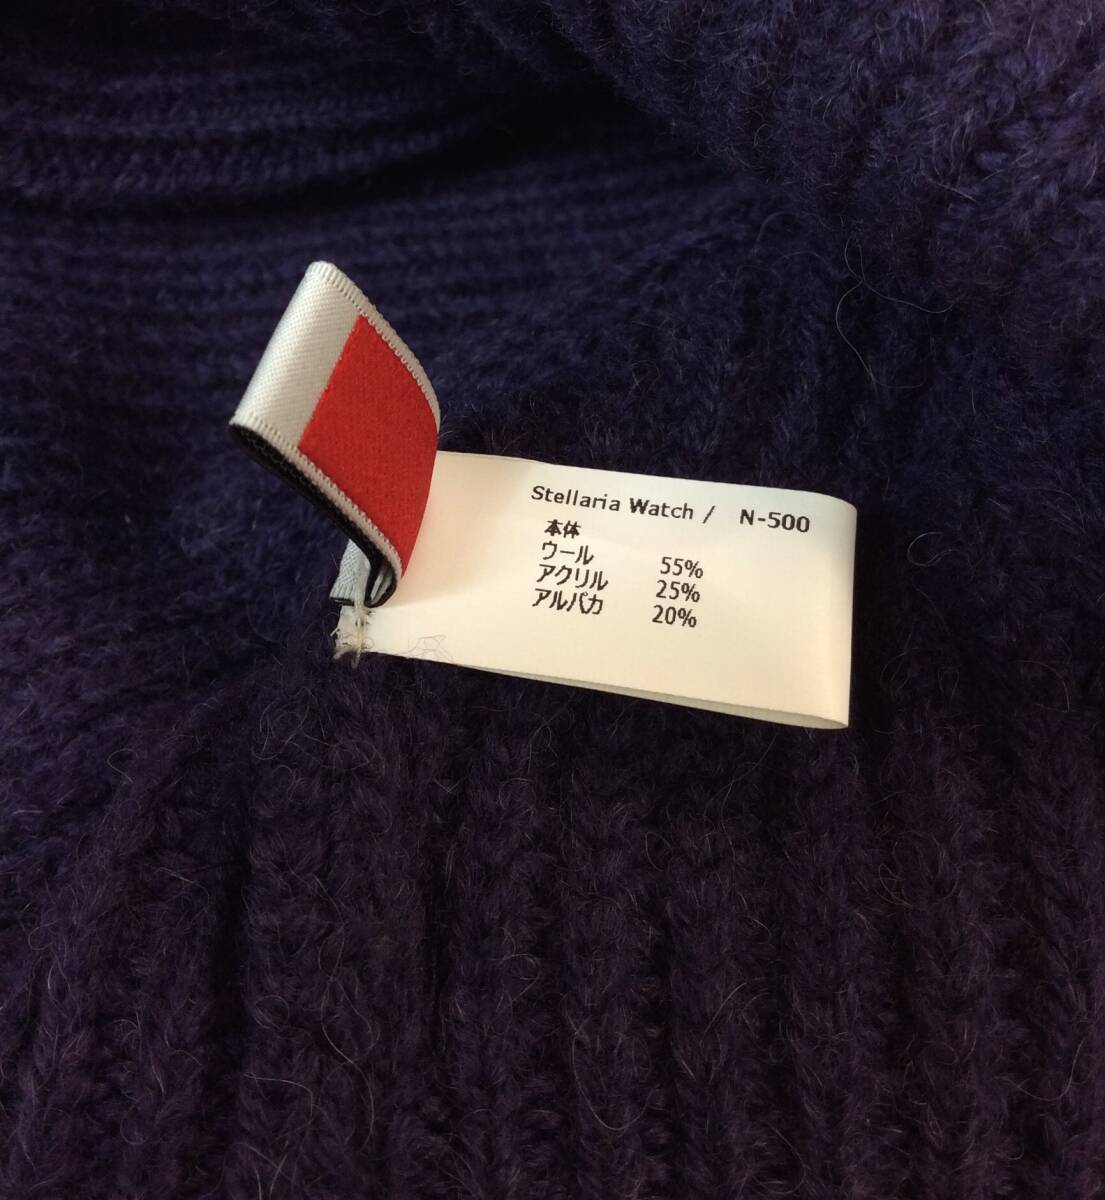 Stellaria Watch / N-500
本体
ウール 55%
アクリル 25%
アルパカ 20%